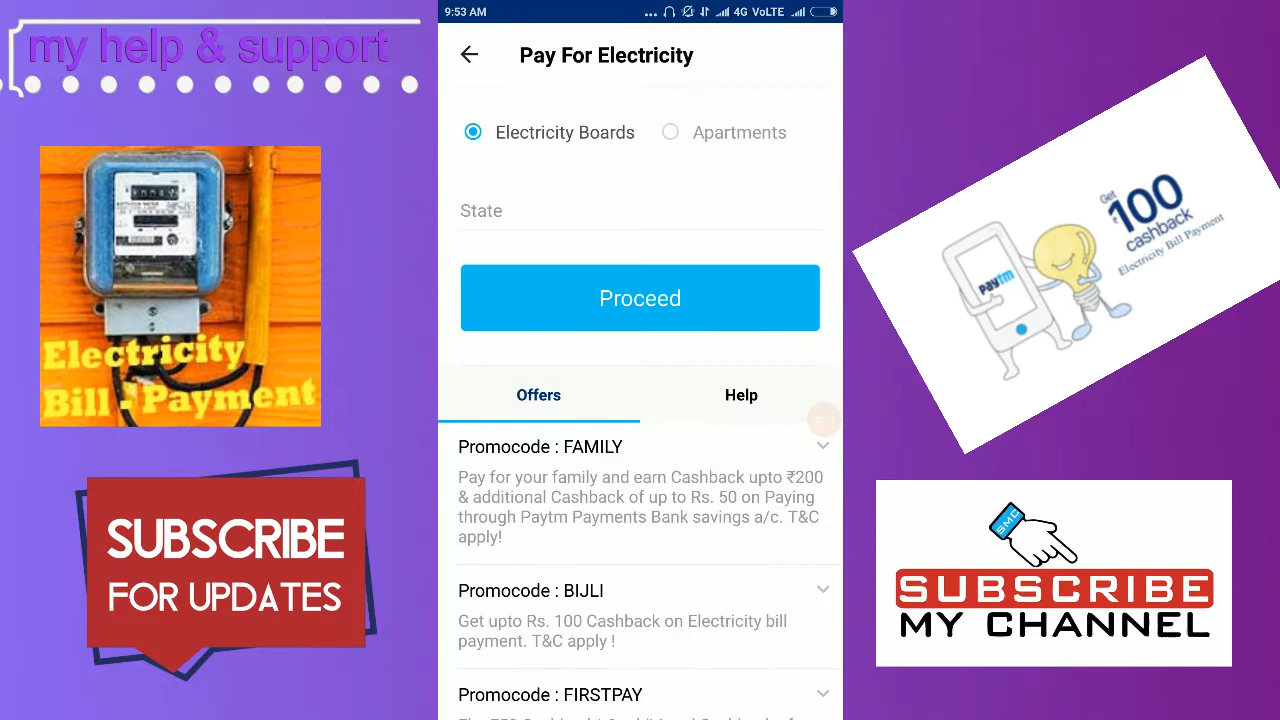 my help & support
Electricity
Bill - Payment
SUBSCRIBE
FOR UPDATES
9:53 AM
... 4G VoLTE
Pay For Electricity
Electricity Boards
Apartments
State
Proceed
Offers
Help
Promocode : FAMILY
Pay for your family and earn Cashback upto ₹200
& additional Cashback of up to Rs. 50 on Paying
through Paytm Payments Bank savings a/c. T&C
apply!
Promocode : BIJLI
Get upto Rs. 100 Cashback on Electricity bill
payment. T&C apply !
Promocode : FIRSTPAY
Get
₹100
cashback
Electricity Bill Payment
paytm
SMC
SUBSCRIBE
MY CHANNEL